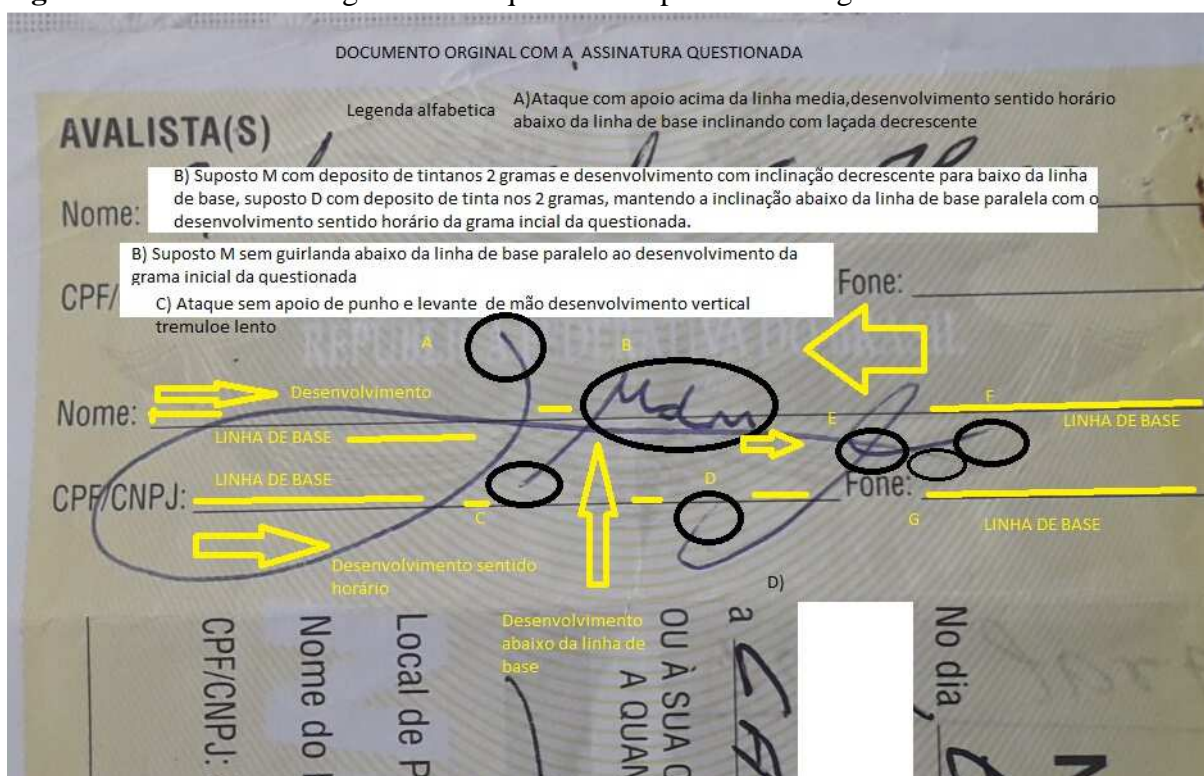 DOCUMENTO ORGINAL COM A ASSINATURA QUESTIONADA
Legenda alfabetica
A)Ataque com apoio acima da linha media,desenvolvimento sentido horário
abaixo da linha de base inclinando com laçada decrescente
AVALISTA(S)
B) Suposto M com deposito de tintanos 2 gramas e desenvolvimento com inclinação decrescente para baixo da linha
de base, suposto D com deposito de tinta nos 2 gramas, mantendo a inclinação abaixo da linha de base paralela com o
desenvolvimento sentido horário da grama incial da questionada.
Nome:
B) Suposto M sem guirlanda abaixo da linha de base paralelo ao desenvolvimento da
grama inicial da questionada
CPF/
Fone:
C) Ataque sem apoio de punho e levante de mão desenvolvimento vertical
tremuloe lento
A
B
Desenvolvimento
F
Nome:
E
LINHA DE BASE
LINHA DE BASE
LINHA DE BASE
D
CPF/CNPJ:
Fone:
C
G
LINHA DE BASE
Desenvolvimento sentido
horário
D)
Desenvolvimento
abaixo da linha de
base
CPF/CNPJ:
Nome do
Local de P
OU À SUA O
A QUAN
a
No dia